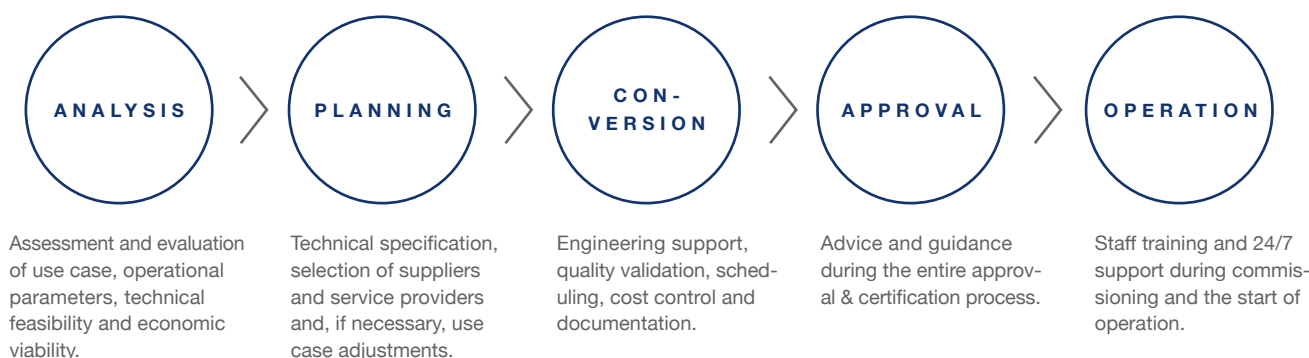 ANALYSIS
PLANNING
CON-
VERSION
APPROVAL
OPERATION
Assessment and evaluation
of use case, operational
parameters, technical
feasibility and economic
viability.
Technical specification,
selection of suppliers
and service providers
and, if necessary, use
case adjustments.
Engineering support,
quality validation, sched-
uling, cost control and
documentation.
Advice and guidance
during the entire approv-
al & certification process.
Staff training and 24/7
support during commis-
sioning and the start of
operation.